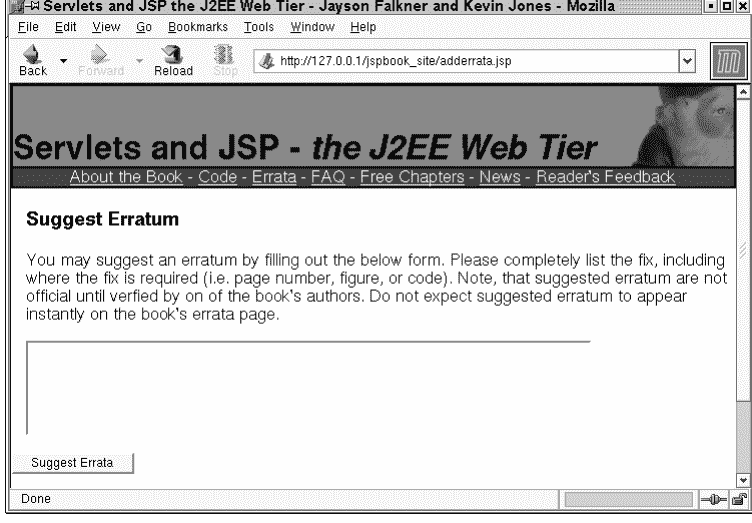 Servlets and JSP the J2EE Web Tier - Jayson Falkner and Kevin Jones - Mozilla
File Edit View Go Bookmarks Tools Window Help
Back Forward Reload Stop http://127.0.0.1/jspbook_site/adderrata.jsp
Servlets and JSP - the J2EE Web Tier
About the Book - Code - Errata - FAQ - Free Chapters - News - Reader's Feedback
Suggest Erratum
You may suggest an erratum by filling out the below form. Please completely list the fix, including
where the fix is required (i.e. page number, figure, or code). Note, that suggested erratum are not
official until verfied by on of the book's authors. Do not expect suggested erratum to appear
instantly on the book's errata page.
Suggest Errata
Done